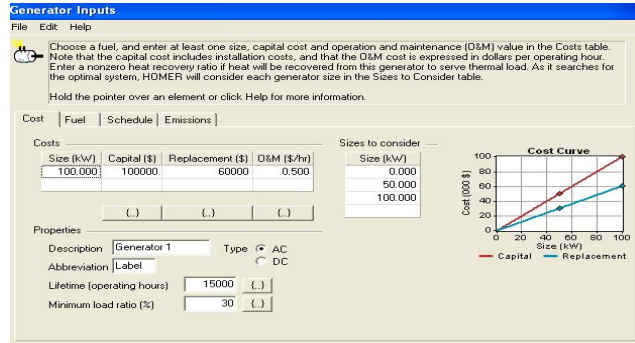 Generator Inputs
File Edit Help
Choose a fuel, and enter at least one size, capital cost and operation and maintenance (O&M) value in the Costs table.
Note that the capital cost includes installation costs, and that the O&M cost is expressed in dollars per operating hour.
Enter a nonzero heat recovery ratio if heat will be recovered from this generator to serve thermal load. As it searches for
the optimal system, HOMER will consider each generator size in the Sizes to Consider table.
Hold the pointer over an element or click Help for more information.
Cost Fuel Schedule Emissions
Costs
Size (kW) Capital ($) Replacement ($) O&M ($/hr)
100.000 100000 60000 0.500
{..} {..} {..}
Sizes to consider
Size (kW)
0.000
50.000
100.000
Cost Curve
Cost (000 $)
100
80
60
40
20
0
0 20 40 60 80 100
Size (kW)
Capital Replacement
Properties
Description Generator 1 Type AC
DC
Abbreviation Label
Lifetime (operating hours) 15000 {..}
Minimum load ratio (%) 30 {..}